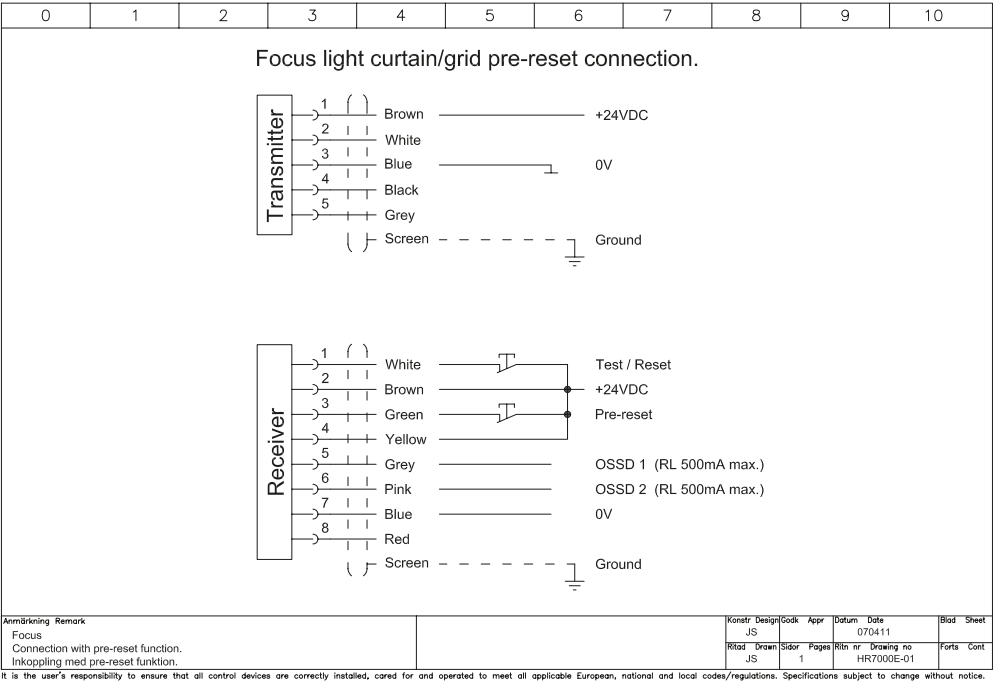 0 1 2 3 4 5 6 7 8 9 10
Focus light curtain/grid pre-reset connection.
Transmitter
1 Brown +24VDC
2 White
3 Blue 0V
4 Black
5 Grey
Screen Ground
Receiver
1 White Test / Reset
2 Brown +24VDC
3 Green Pre-reset
4 Yellow
5 Grey OSSD 1 (RL 500mA max.)
6 Pink OSSD 2 (RL 500mA max.)
7 Blue 0V
8 Red
Screen Ground
Anmärkning Remark
Focus
Connection with pre-reset function.
Inkoppling med pre-reset funktion.
Konstr Design Godk Appr Datum Date Blad Sheet
JS 070411
Ritad Drawn Sidor Pages Ritn nr Drawing no Forts Cont
JS 1 HR7000E-01
It is the user's responsibility to ensure that all control devices are correctly installed, cared for and operated to meet all applicable European, national and local codes/regulations. Specifications subject to change without notice.